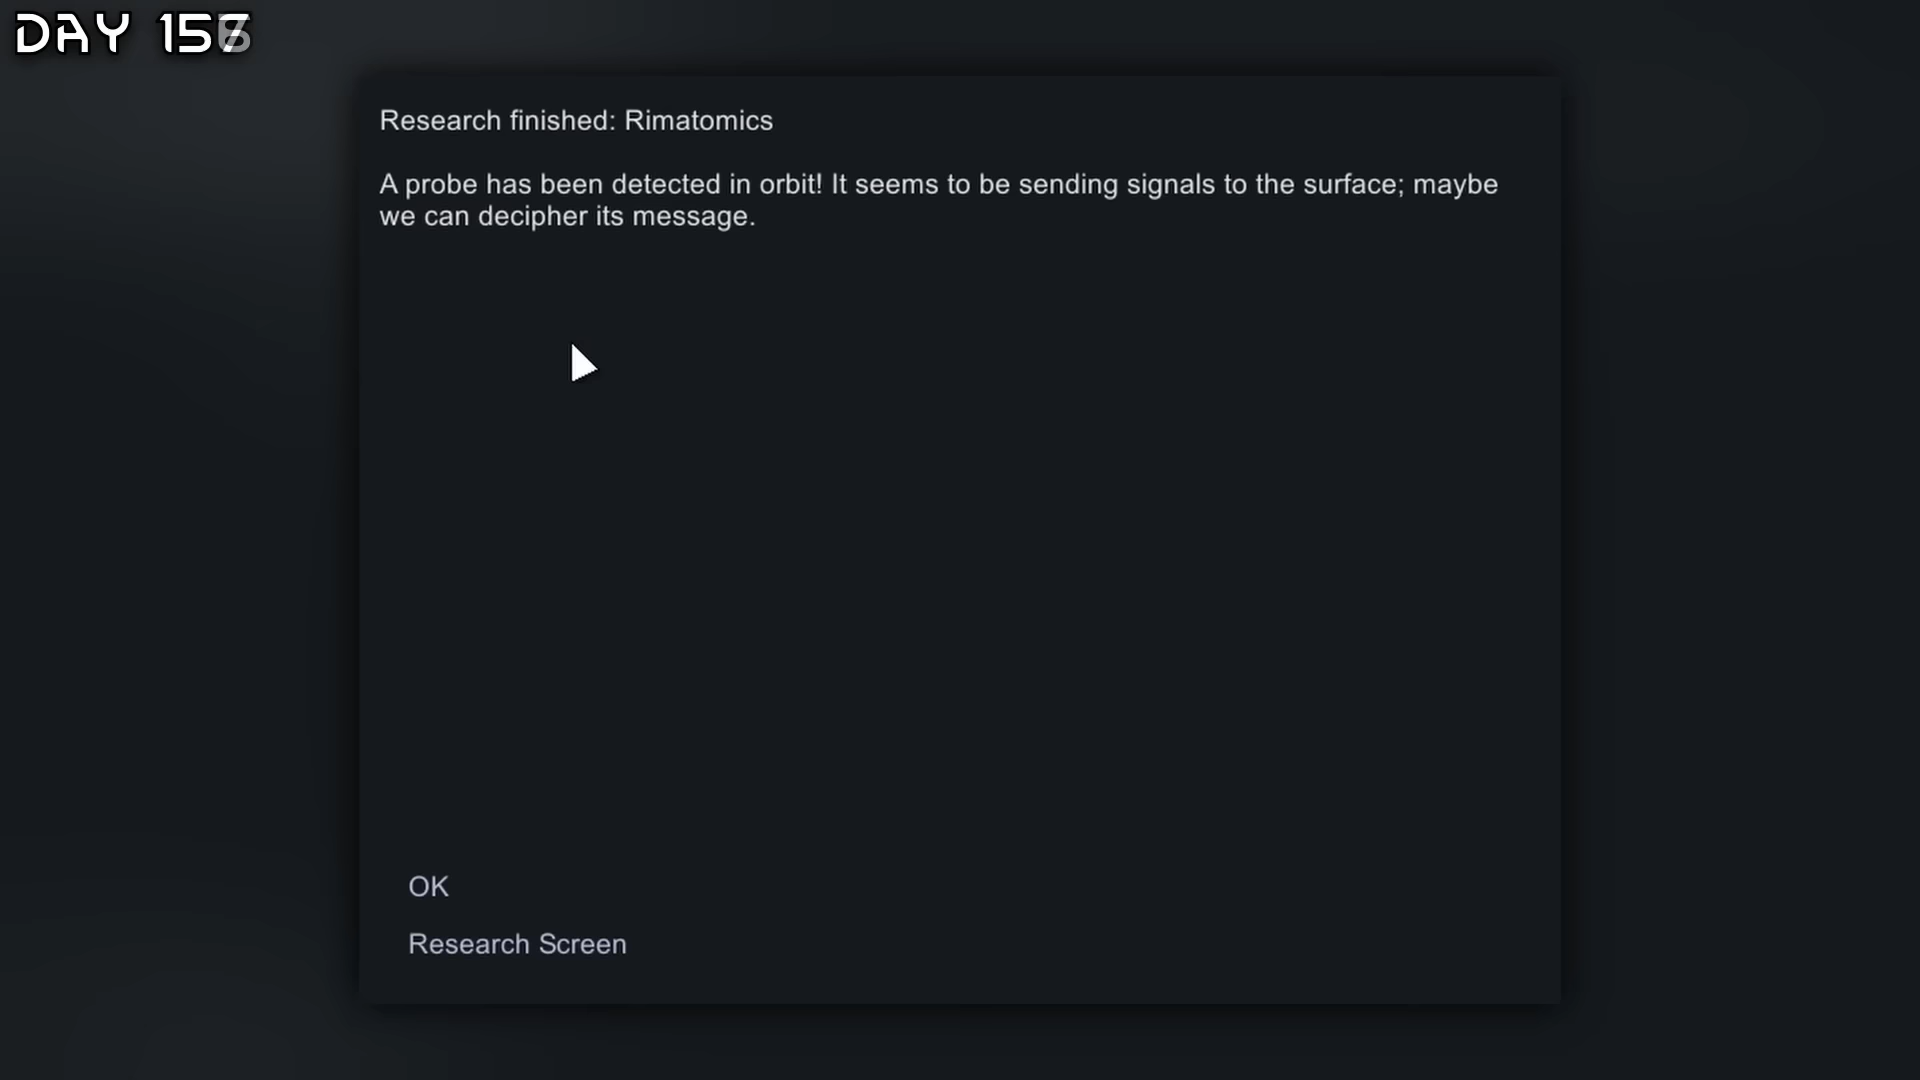 DAY 15
Research finished: Rimatomics
A probe has been detected in orbit! It seems to be sending signals to the surface; maybe
we can decipher its message.
OK
Research Screen